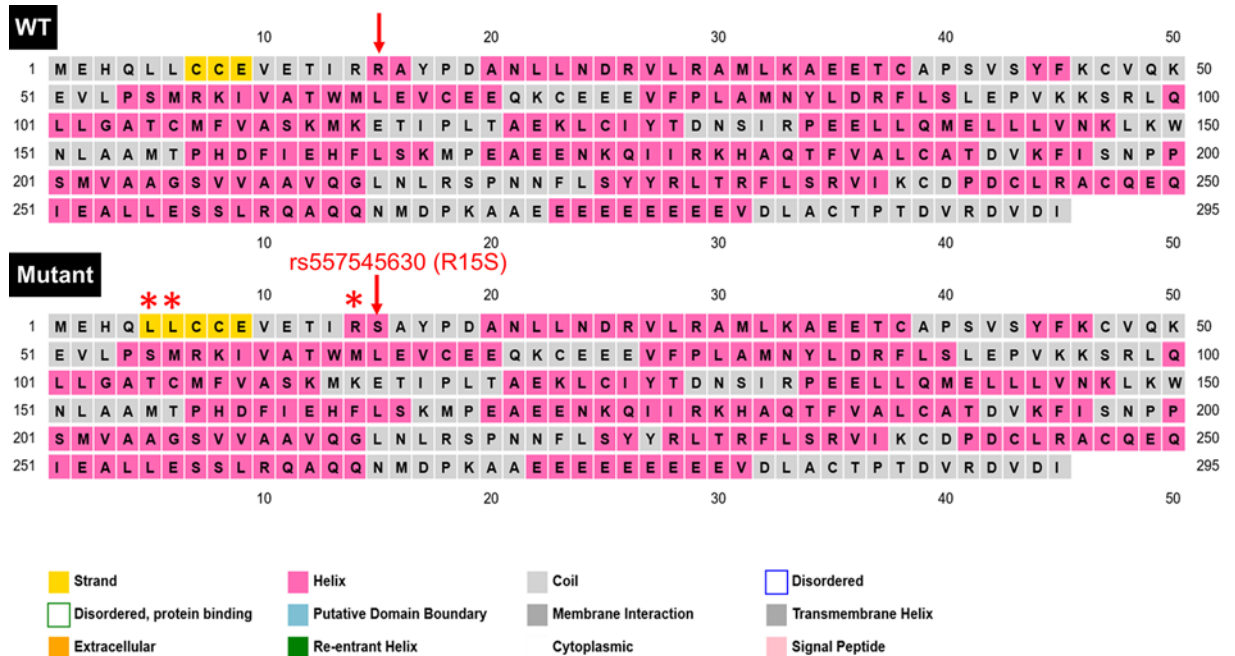 WT
10 20 30 40 50
1 M E H Q L L C C E V E T I R R A Y P D A N L L N D R V L R A M L K A E E T C A P S V S Y F K C V Q K 50
51 E V L P S M R K I V A T W M L E V C E E Q K C E E E V F P L A M N Y L D R F L S L E P V K K S R L Q 100
101 L L G A T C M F V A S K M K E T I P L T A E K L C I Y T D N S I R P E E L L Q M E L L L V N K L K W 150
151 N L A A M T P H D F I E H F L S K M P E A E E N K Q I I R K H A Q T F V A L C A T D V K F I S N P P 200
201 S M V A A G S V V A A V Q G L N L R S P N N F L S Y Y R L T R F L S R V I K C D P D C L R A C Q E Q 250
251 I E A L L E S S L R Q A Q Q N M D P K A A E E E E E E E E E V D L A C T P T D V R D V D I 295
10 20 30 40 50
Mutant
rs557545630 (R15S)
* * *
10 20 30 40 50
1 M E H Q L L C C E V E T I R S A Y P D A N L L N D R V L R A M L K A E E T C A P S V S Y F K C V Q K 50
51 E V L P S M R K I V A T W M L E V C E E Q K C E E E V F P L A M N Y L D R F L S L E P V K K S R L Q 100
101 L L G A T C M F V A S K M K E T I P L T A E K L C I Y T D N S I R P E E L L Q M E L L L V N K L K W 150
151 N L A A M T P H D F I E H F L S K M P E A E E N K Q I I R K H A Q T F V A L C A T D V K F I S N P P 200
201 S M V A A G S V V A A V Q G L N L R S P N N F L S Y Y R L T R F L S R V I K C D P D C L R A C Q E Q 250
251 I E A L L E S S L R Q A Q Q N M D P K A A E E E E E E E E E V D L A C T P T D V R D V D I 295
10 20 30 40 50
Strand Helix Coil Disordered
Disordered, protein binding Putative Domain Boundary Membrane Interaction Transmembrane Helix
Extracellular Re-entrant Helix Cytoplasmic Signal Peptide